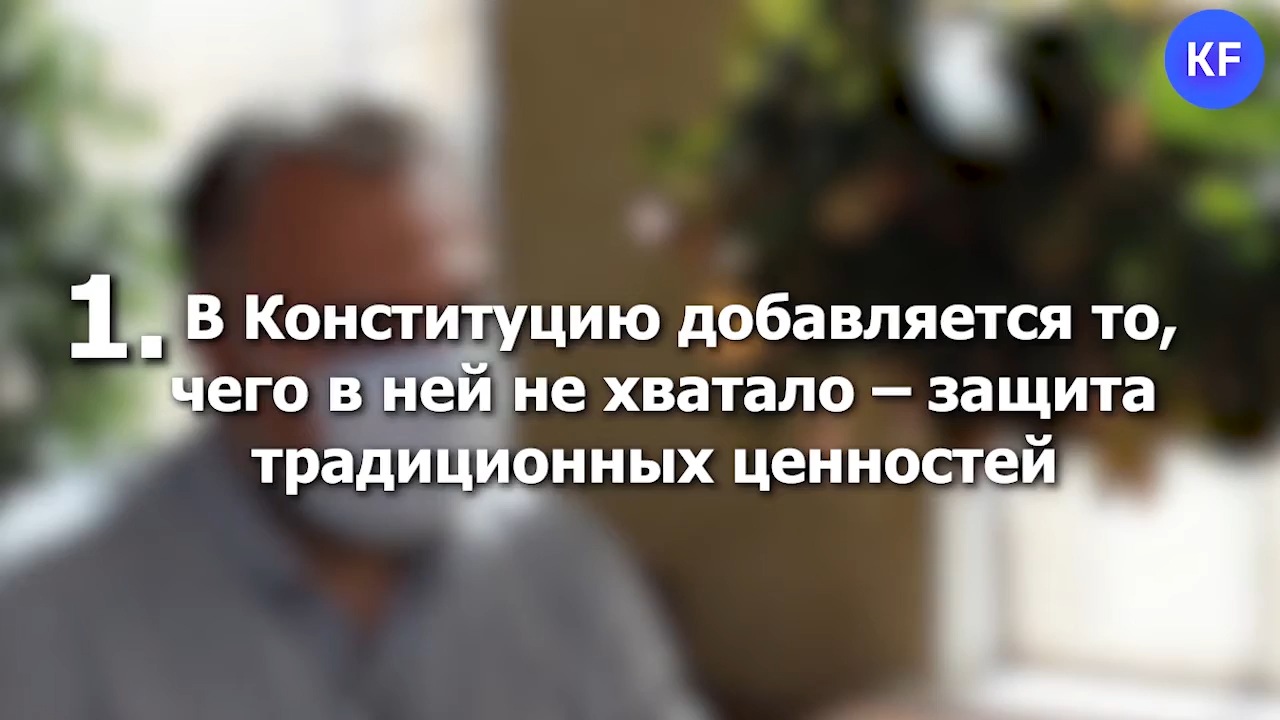 KF
1. В Конституцию добавляется то,
чего в ней не хватало – защита
традиционных ценностей